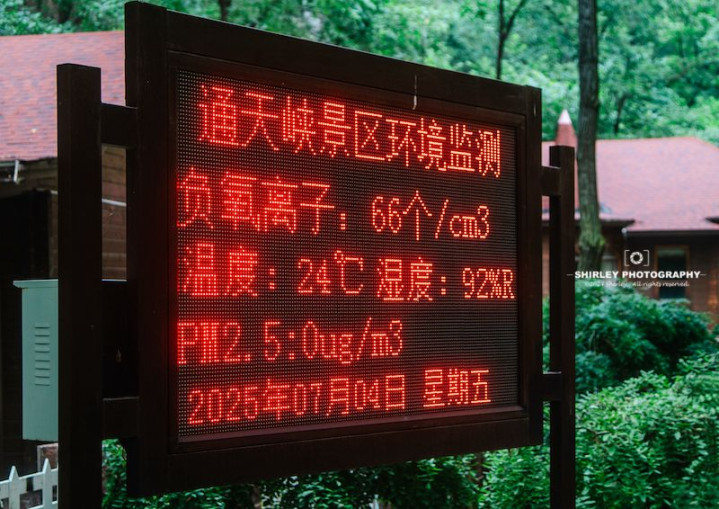 通天峡景区环境监测
负氧离子：66个/cm3
温度：24℃ 湿度：92%R
PM2.5:0ug/m3
2025年07月04日 星期五
SHIRLEY PHOTOGRAPHY